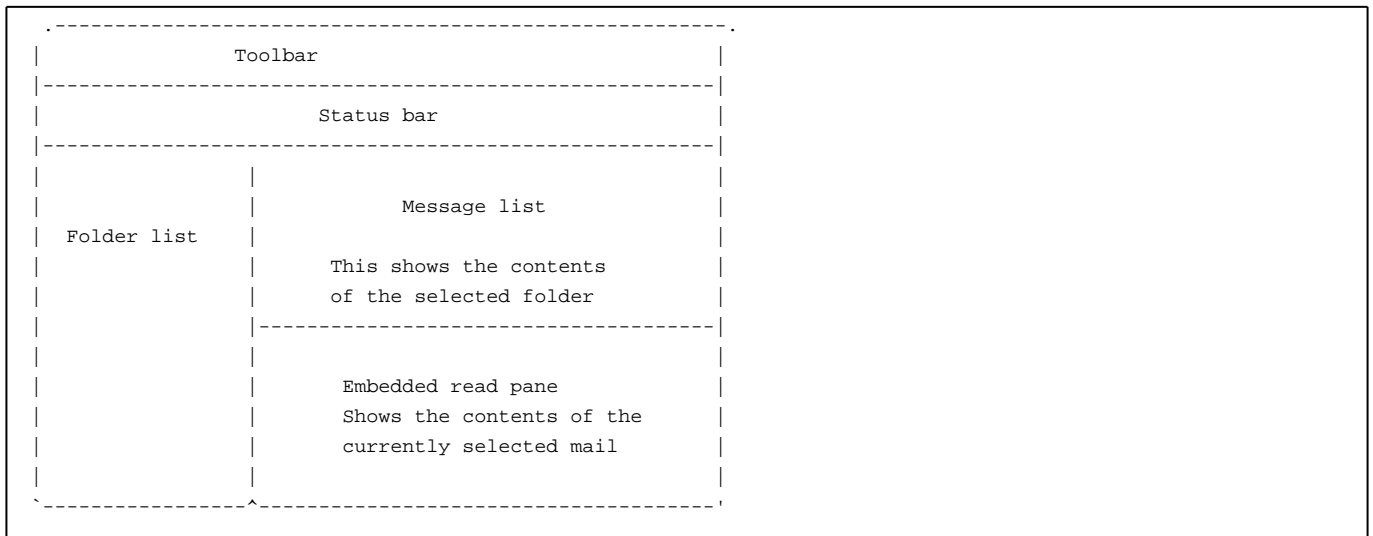 Toolbar
Status bar
Message list
Folder list
This shows the contents
of the selected folder
Embedded read pane
Shows the contents of the
currently selected mail